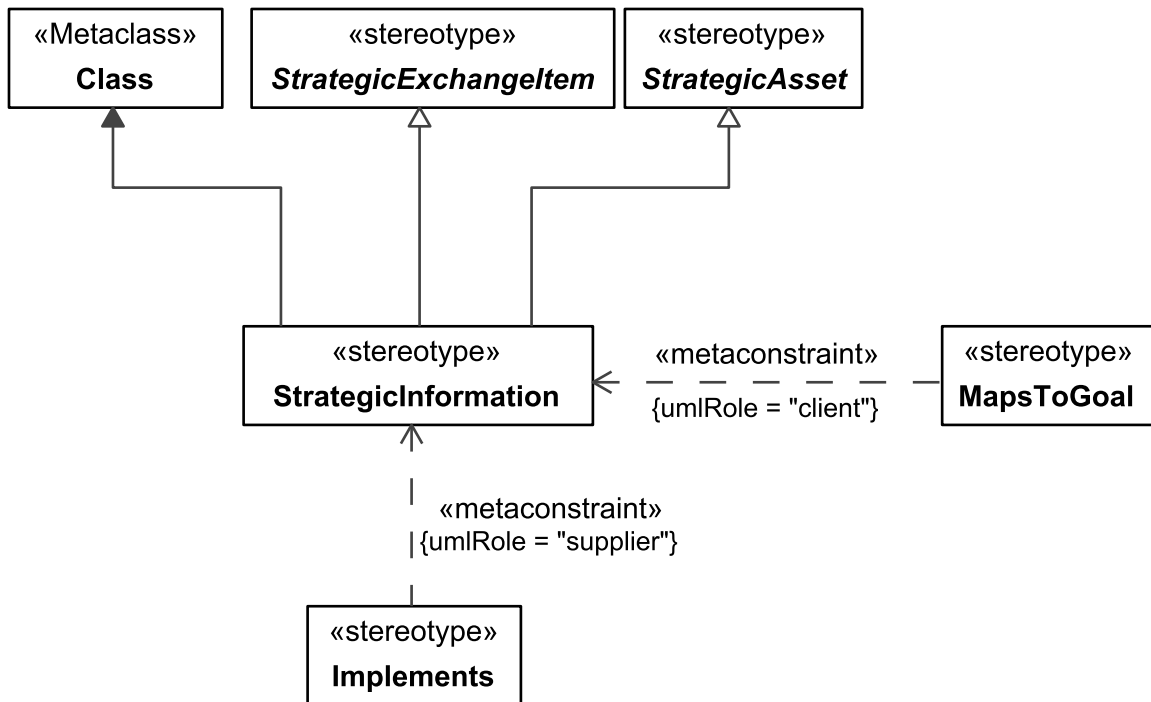 «Metaclass»
Class
«stereotype»
StrategicExchangeItem
«stereotype»
StrategicAsset
«stereotype»
StrategicInformation
«metaconstraint»
{umlRole = "client"}
«stereotype»
MapsToGoal
«metaconstraint»
{umlRole = "supplier"}
«stereotype»
Implements